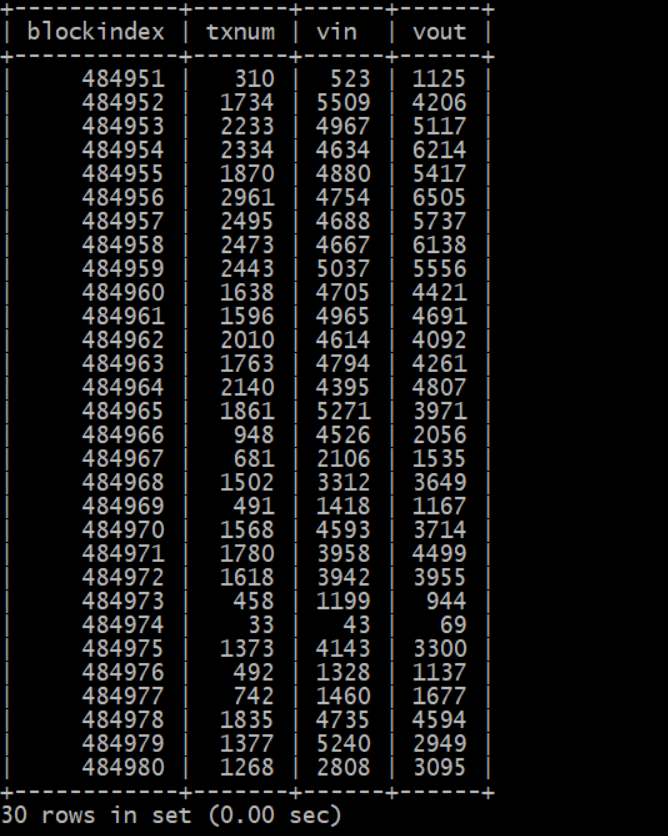 +------------+-------+------+------+
| blockindex | txnum | vin  | vout |
+------------+-------+------+------+
|     484951 |   310 |  523 | 1125 |
|     484952 |  1734 | 5509 | 4206 |
|     484953 |  2233 | 4967 | 5117 |
|     484954 |  2334 | 4634 | 6214 |
|     484955 |  1870 | 4880 | 5417 |
|     484956 |  2961 | 4754 | 6505 |
|     484957 |  2495 | 4688 | 5737 |
|     484958 |  2473 | 4667 | 6138 |
|     484959 |  2443 | 5037 | 5556 |
|     484960 |  1638 | 4705 | 4421 |
|     484961 |  1596 | 4965 | 4691 |
|     484962 |  2010 | 4614 | 4092 |
|     484963 |  1763 | 4794 | 4261 |
|     484964 |  2140 | 4395 | 4807 |
|     484965 |  1861 | 5271 | 3971 |
|     484966 |   948 | 4526 | 2056 |
|     484967 |   681 | 2106 | 1535 |
|     484968 |  1502 | 3312 | 3649 |
|     484969 |   491 | 1418 | 1167 |
|     484970 |  1568 | 4593 | 3714 |
|     484971 |  1780 | 3958 | 4499 |
|     484972 |  1618 | 3942 | 3955 |
|     484973 |   458 | 1199 |  944 |
|     484974 |    33 |   43 |   69 |
|     484975 |  1373 | 4143 | 3300 |
|     484976 |   492 | 1328 | 1137 |
|     484977 |   742 | 1460 | 1677 |
|     484978 |  1835 | 4735 | 4594 |
|     484979 |  1377 | 5240 | 2949 |
|     484980 |  1268 | 2808 | 3095 |
+------------+-------+------+------+
30 rows in set (0.00 sec)